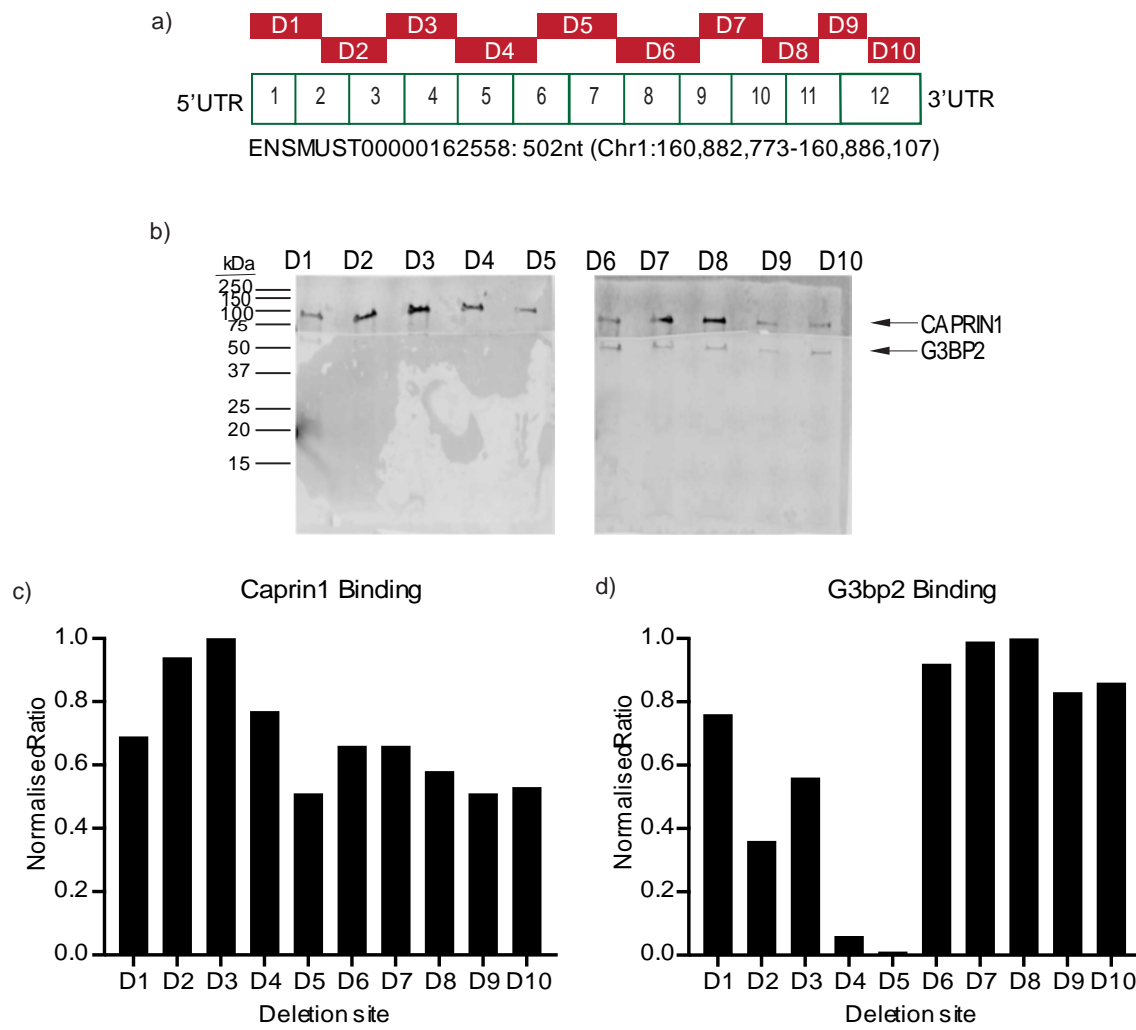 a)
D1 D3 D5 D7 D9
D2 D4 D6 D8 D10
5’UTR 1 2 3 4 5 6 7 8 9 10 11 12 3’UTR
ENSMUST00000162558: 502nt (Chr1:160,882,773-160,886,107)
b)
kDa D1 D2 D3 D4 D5 D6 D7 D8 D9 D10
250
150
100
75
50
37
25
20
15
CAPRIN1
G3BP2
c) Caprin1 Binding
NormalisedRatio
1.0
0.8
0.6
0.4
0.2
0.0
D1 D2 D3 D4 D5 D6 D7 D8 D9 D10
Deletion site
d) G3bp2 Binding
NormalisedRatio
1.0
0.8
0.6
0.4
0.2
0.0
D1 D2 D3 D4 D5 D6 D7 D8 D9 D10
Deletion site